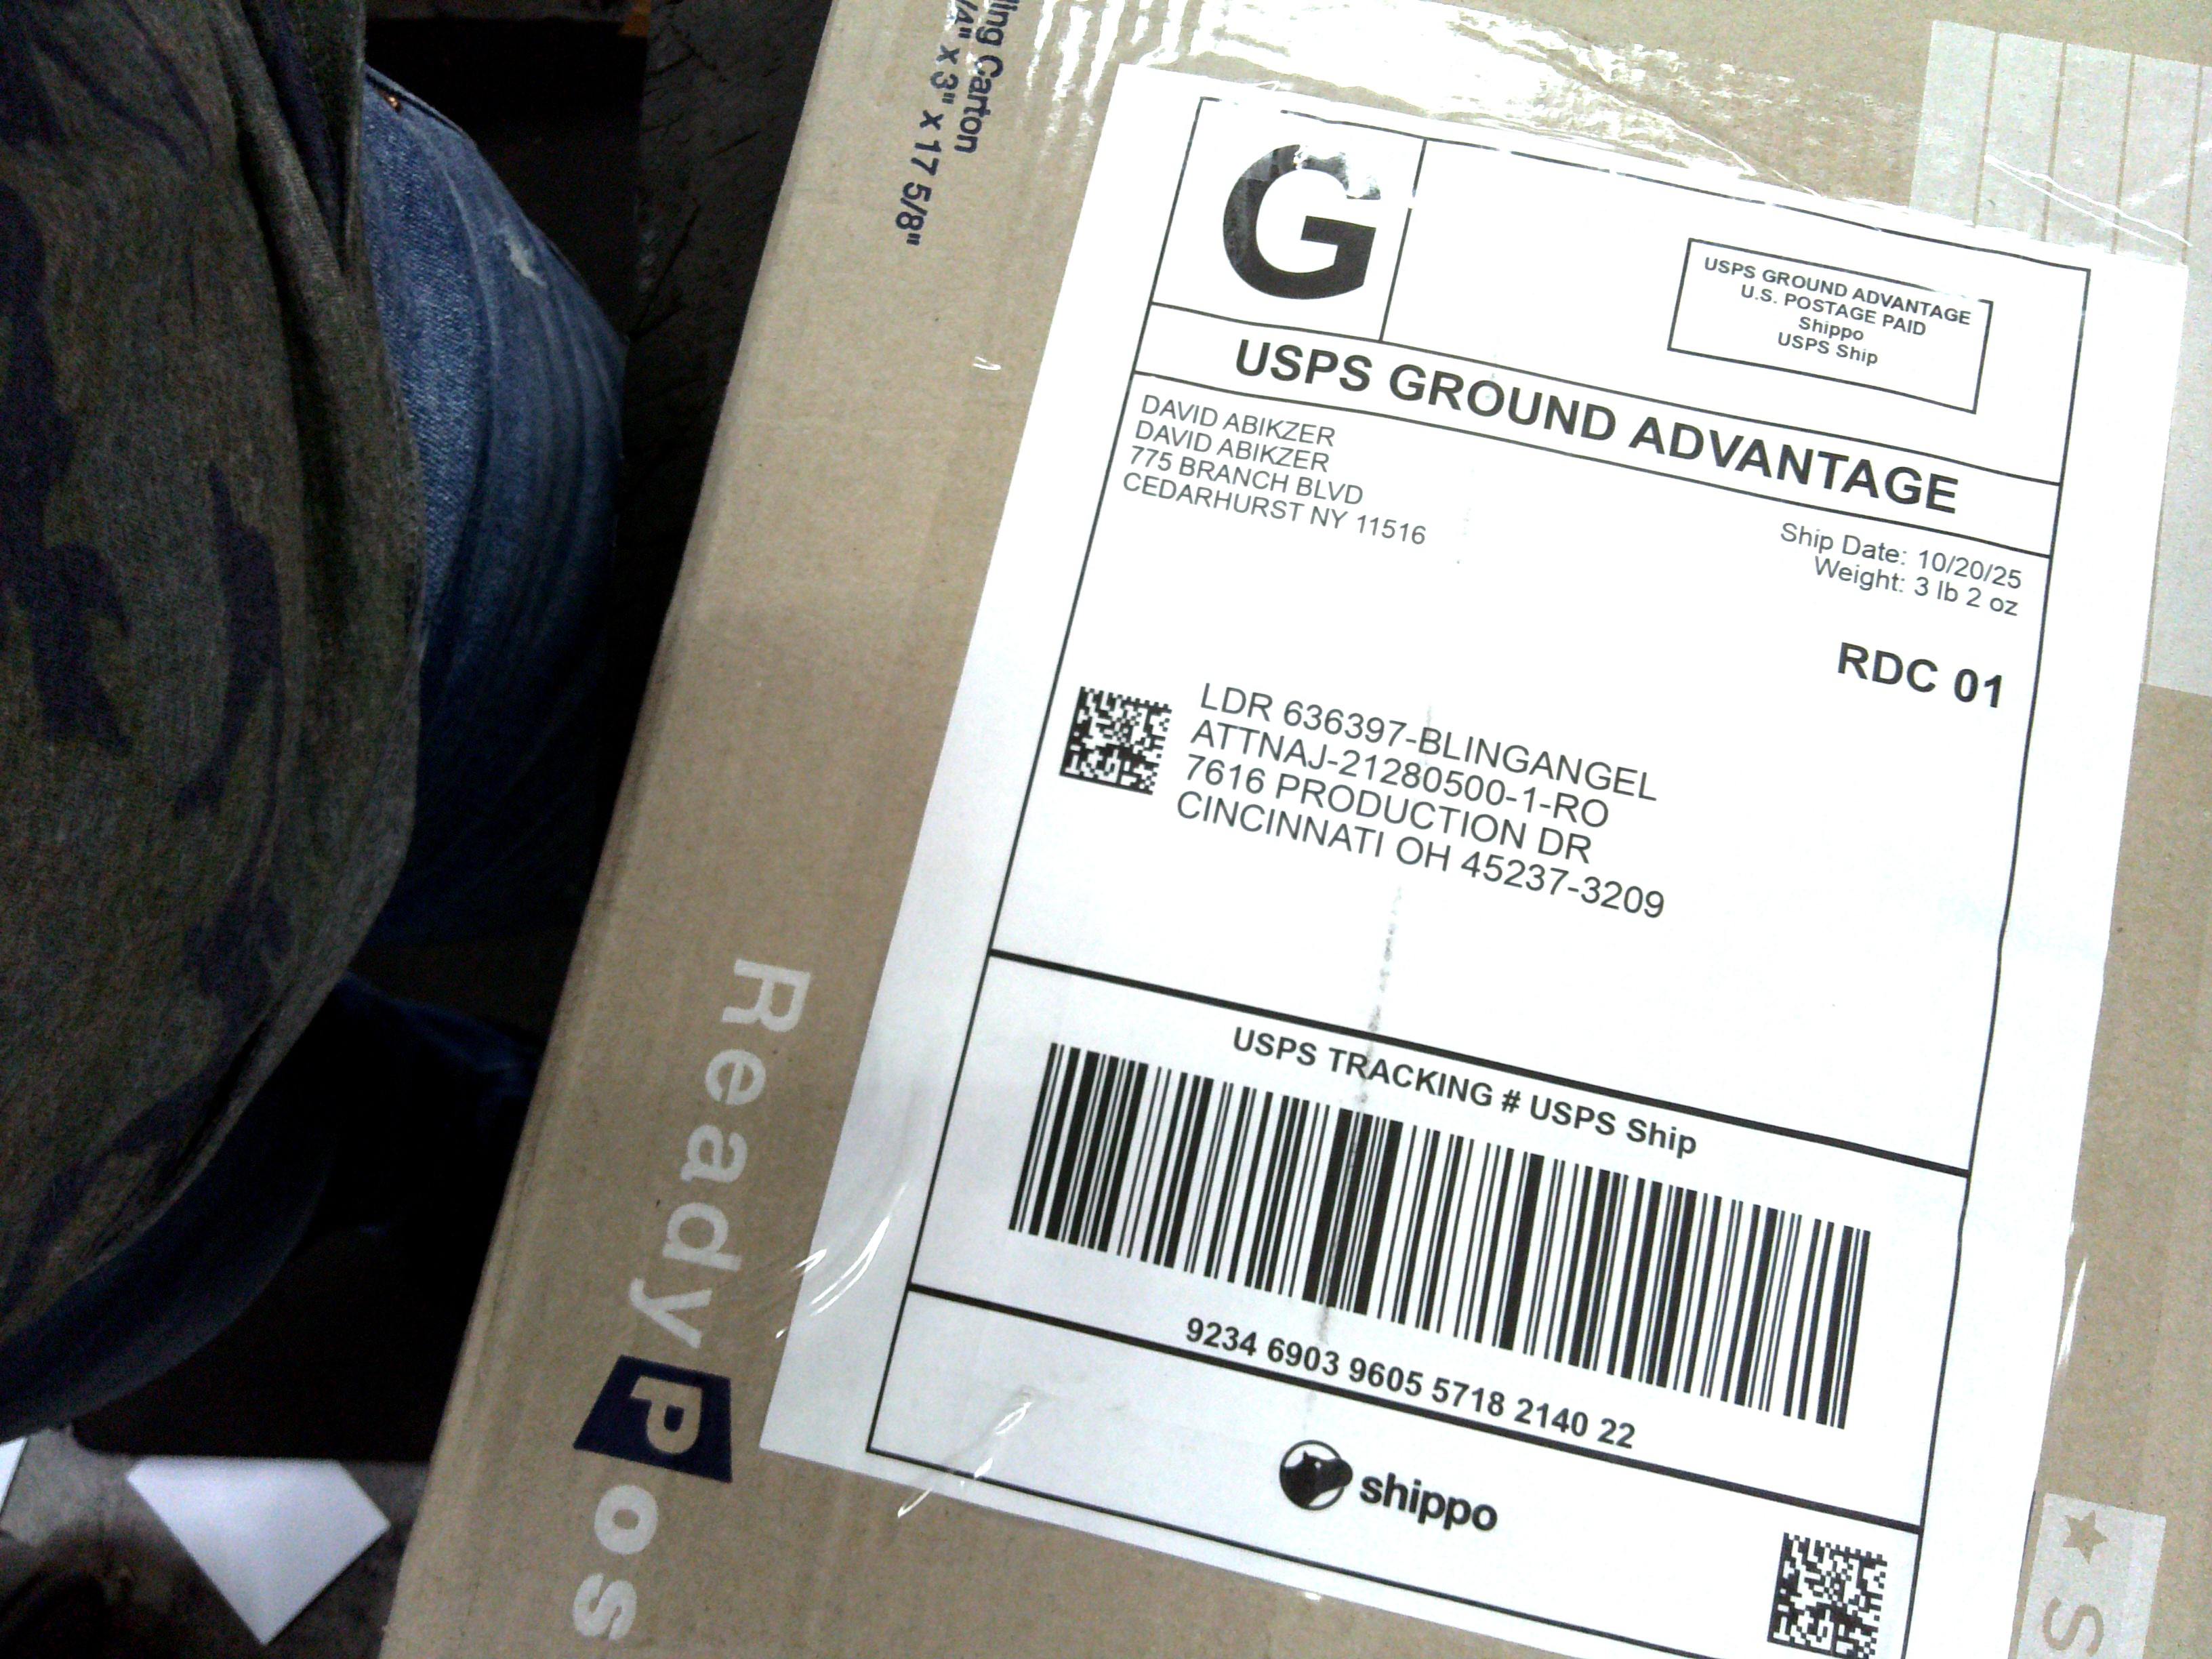 ling Carton
/4" x 3" x 17 5/8"
G
USPS GROUND ADVANTAGE
U.S. POSTAGE PAID
Shippo
USPS Ship
USPS GROUND ADVANTAGE
DAVID ABIKZER
DAVID ABIKZER
775 BRANCH BLVD
CEDARHURST NY 11516
Ship Date: 10/20/25
Weight: 3 lb 2 oz
RDC 01
LDR 636397-BLINGANGEL
ATTNAJ-21280500-1-RO
7616 PRODUCTION DR
CINCINNATI OH 45237-3209
USPS TRACKING # USPS Ship
9234 6903 9605 5718 2140 22
shippo
ReadyPos
S